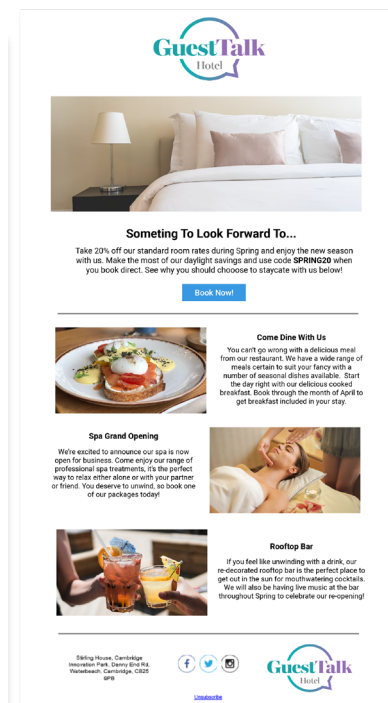 GuestTalk
Hotel
Someting To Look Forward To...
Take 20% off our standard room rates during Spring and enjoy the new season
with us. Make the most of our daylight savings and use code SPRING20 when
you book direct. See why you should chooose to staycate with us below!
Book Now!
Come Dine With Us
You can't go wrong with a delicious meal
from our restaurant. We have a wide range of
meals certain to suit your fancy with a
number of seasonal dishes available. Start
the day right with our delicious cooked
breakfast. Book through the month of April to
get breakfast included in your stay.
Spa Grand Opening
We're excited to announce our spa is now
open for business. Come enjoy our range of
professional spa treatments, it's the perfect
way to relax either alone or with your partner
or friend. You deserve to unwind, so book one
of our packages today!
Rooftop Bar
If you feel like unwinding with a drink, our
re-decorated rooftop bar is the perfect place to
get out in the sun for mouthwatering cocktails.
We will also be having live music at the bar
throughout Spring to celebrate our re-opening!
Stirling House, Cambridge
Innovation Park, Denny End Rd,
Waterbeach, Cambridge, CB25
9PB
GuestTalk
Hotel
Unsubscribe